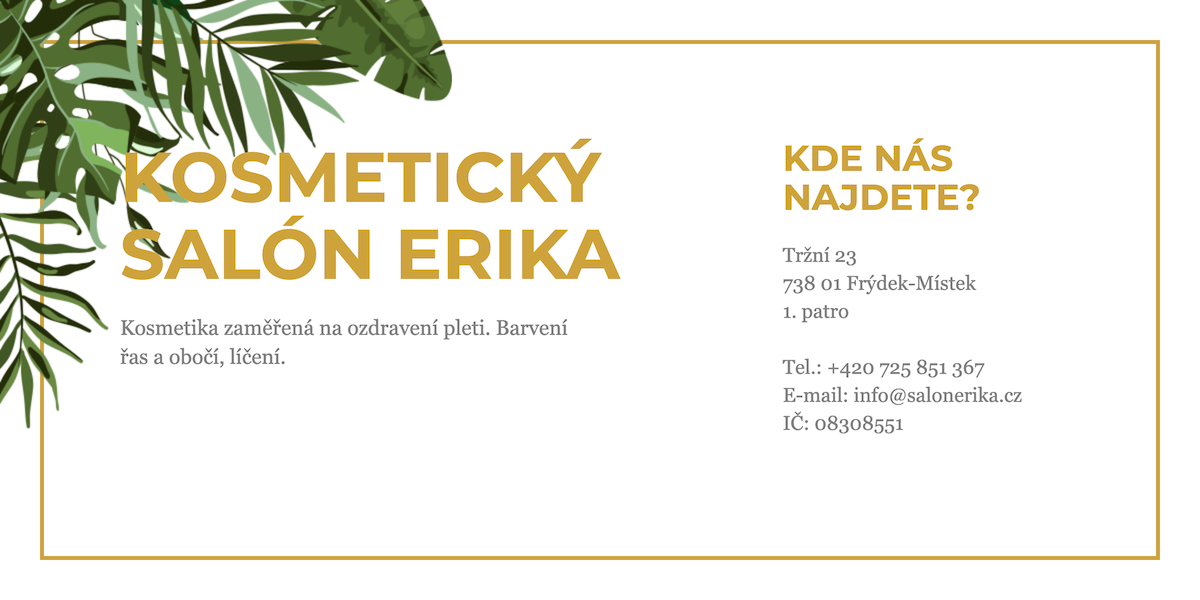 KOSMETICKÝ
SALÓN ERIKA
Kosmetika zaměřená na ozdravení pleti. Barvení
řas a obočí, líčení.
KDE NÁS
NAJDETE?
Tržní 23
738 01 Frýdek-Místek
1. patro
Tel.: +420 725 851 367
E-mail: info@salonerika.cz
IČ: 08308551